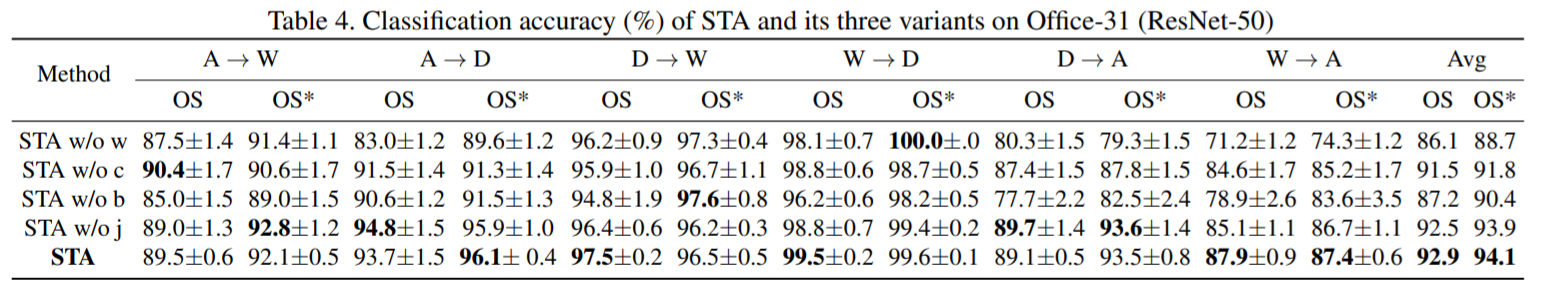 Table 4. Classification accuracy (%) of STA and its three variants on Office-31 (ResNet-50)
Method A → W A → D D → W W → D D → A W → A Avg
OS OS* OS OS* OS OS* OS OS* OS OS* OS OS* OS OS*
STA w/o w 87.5±1.4 91.4±1.1 83.0±1.2 89.6±1.2 96.2±0.9 97.3±0.4 98.1±0.7 100.0±.0 80.3±1.5 79.3±1.5 71.2±1.2 74.3±1.2 86.1 88.7
STA w/o c 90.4±1.7 90.6±1.7 91.5±1.4 91.3±1.4 95.9±1.0 96.7±1.1 98.8±0.6 98.7±0.5 87.4±1.5 87.8±1.5 84.6±1.7 85.2±1.7 91.5 91.8
STA w/o b 85.0±1.5 89.0±1.5 90.6±1.2 91.5±1.3 94.8±1.9 97.6±0.8 96.2±0.6 98.2±0.5 77.7±2.2 82.5±2.4 78.9±2.6 83.6±3.5 87.2 90.4
STA w/o j 89.0±1.3 92.8±1.2 94.8±1.5 95.9±1.0 96.4±0.6 96.2±0.3 98.8±0.7 99.4±0.2 89.7±1.4 93.6±1.4 85.1±1.1 86.7±1.1 92.5 93.9
STA 89.5±0.6 92.1±0.5 93.7±1.5 96.1± 0.4 97.5±0.2 96.5±0.5 99.5±0.2 99.6±0.1 89.1±0.5 93.5±0.8 87.9±0.9 87.4±0.6 92.9 94.1